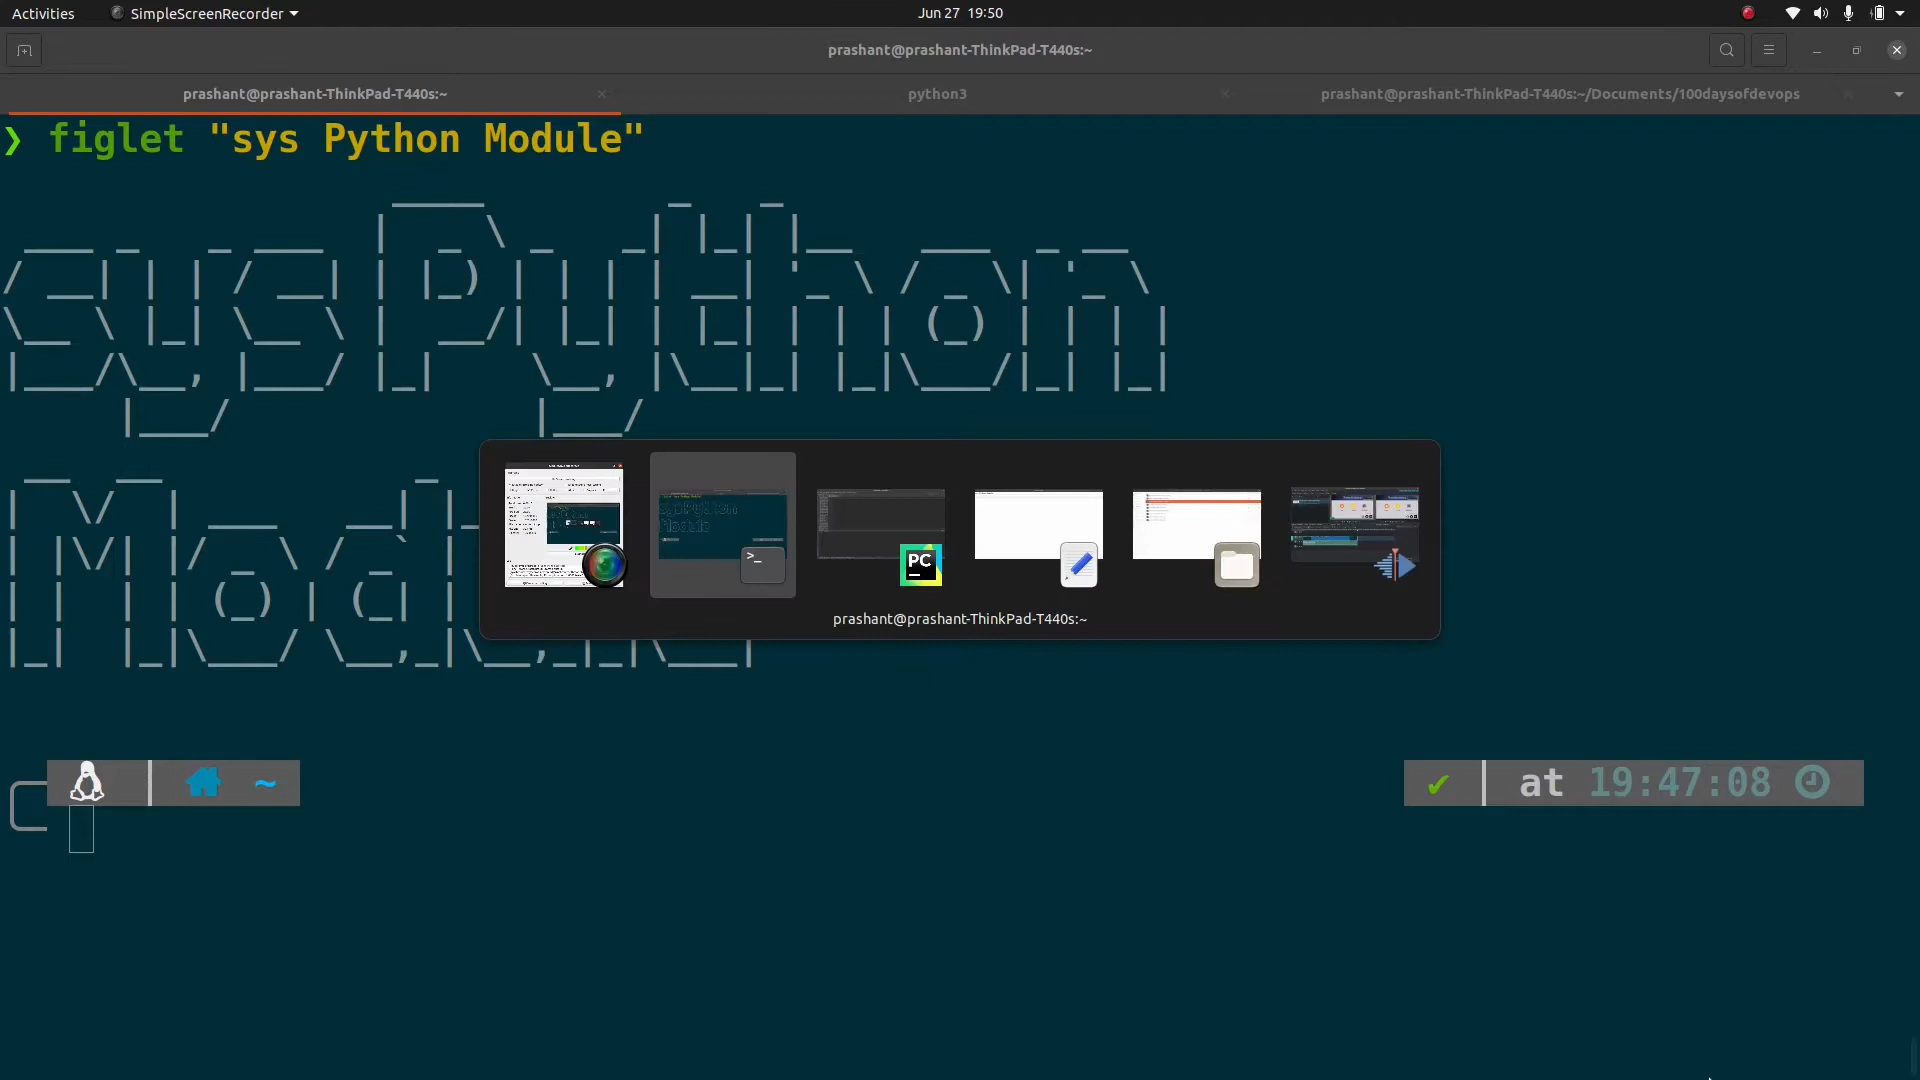 Activities SimpleScreenRecorder Jun 27 19:50
prashant@prashant-ThinkPad-T440s:~
prashant@prashant-ThinkPad-T440s:~ python3 prashant@prashant-ThinkPad-T440s:~/Documents/100daysofdevops
❯ figlet "sys Python Module"
sys Python
Module
PC
prashant@prashant-ThinkPad-T440s:~
~ ✔ at 19:47:08